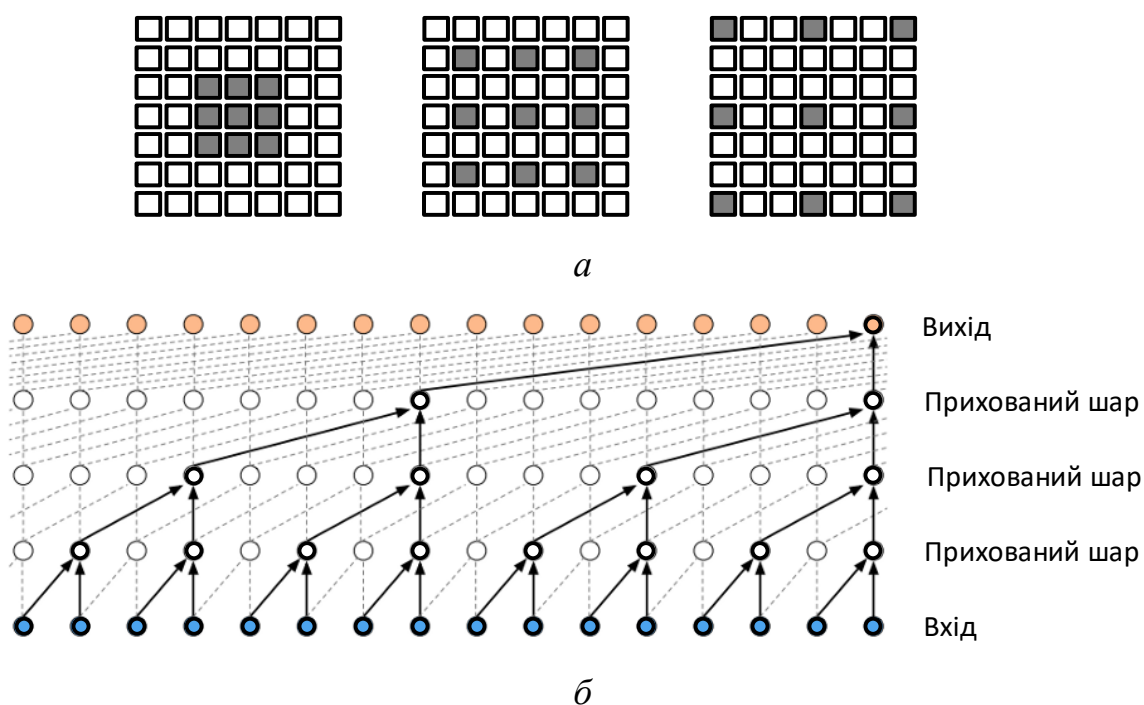 а
Вихід
Прихований шар
Прихований шар
Прихований шар
Вхід
б